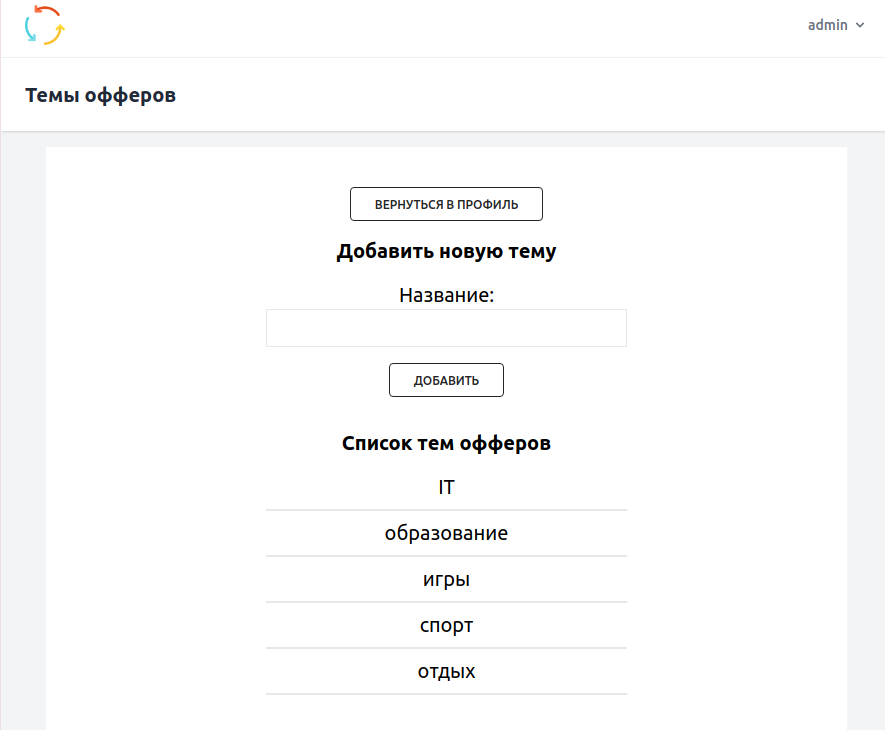 admin
Темы офферов
ВЕРНУТЬСЯ В ПРОФИЛЬ
Добавить новую тему
Название:
ДОБАВИТЬ
Список тем офферов
IT
образование
игры
спорт
отдых